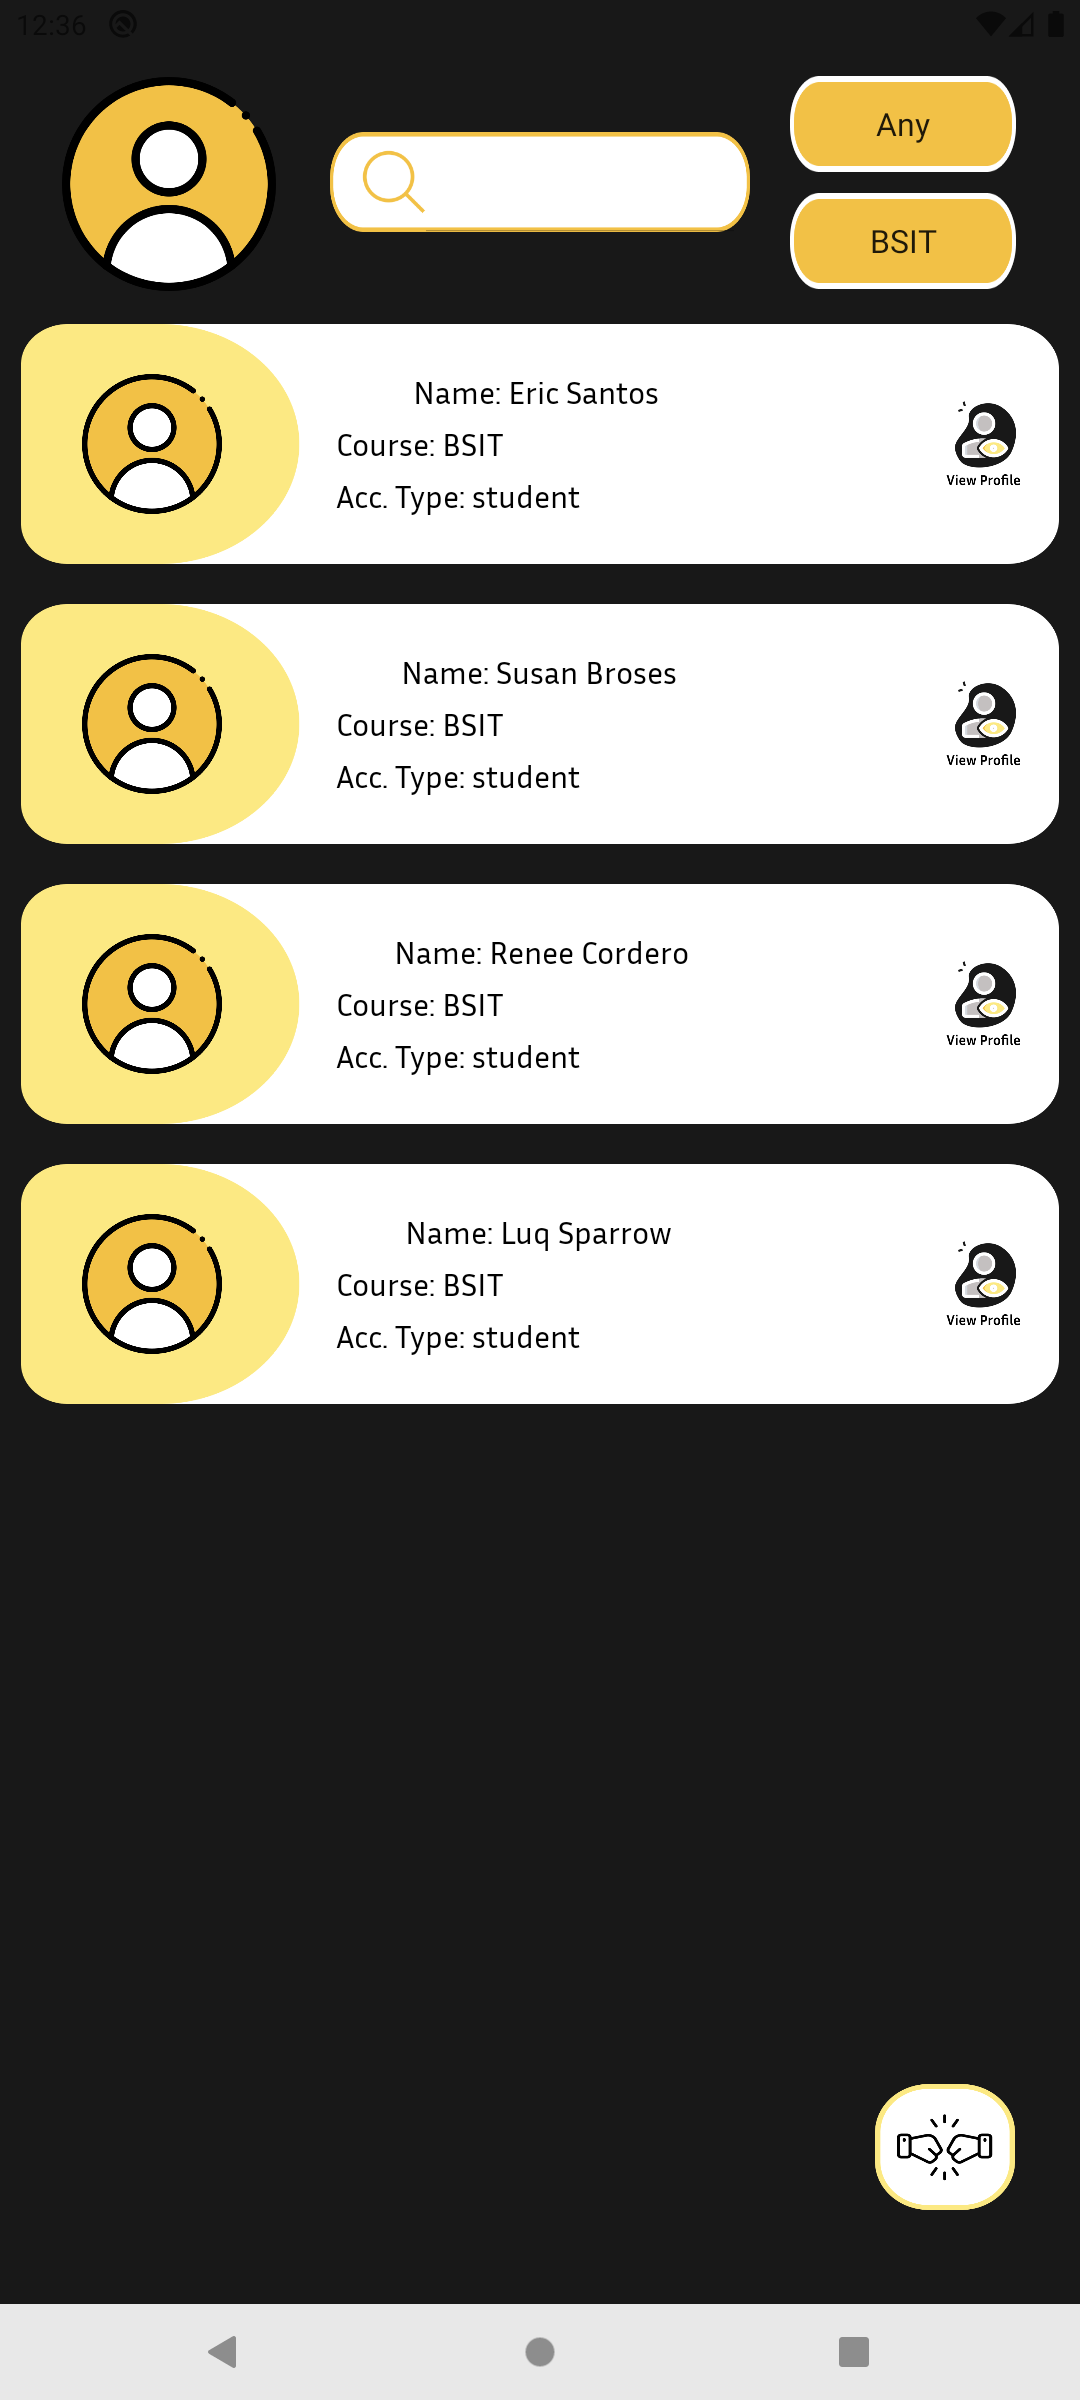 12:36
Any
BSIT
Name: Eric Santos
Course: BSIT
Acc. Type: student
View Profile
Name: Susan Broses
Course: BSIT
Acc. Type: student
View Profile
Name: Renee Cordero
Course: BSIT
Acc. Type: student
View Profile
Name: Luq Sparrow
Course: BSIT
Acc. Type: student
View Profile